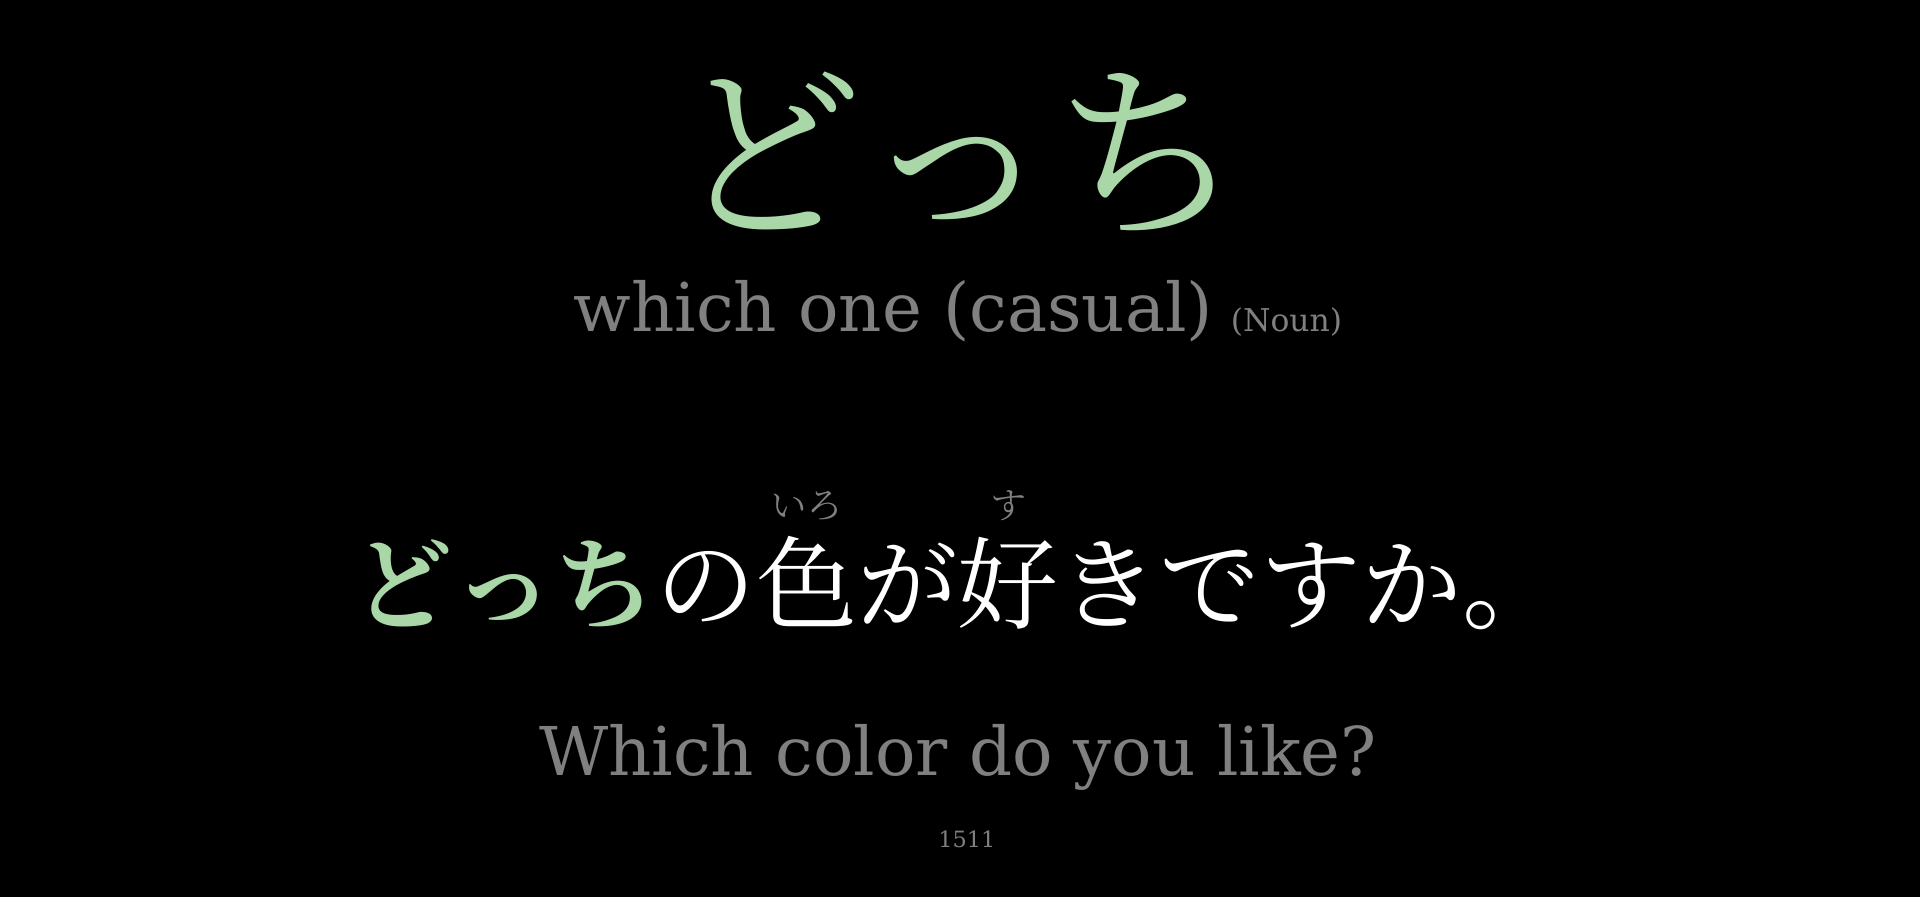 どっち
which one (casual) (Noun)
いろ す
どっちの色が好きですか。
Which color do you like?
1511